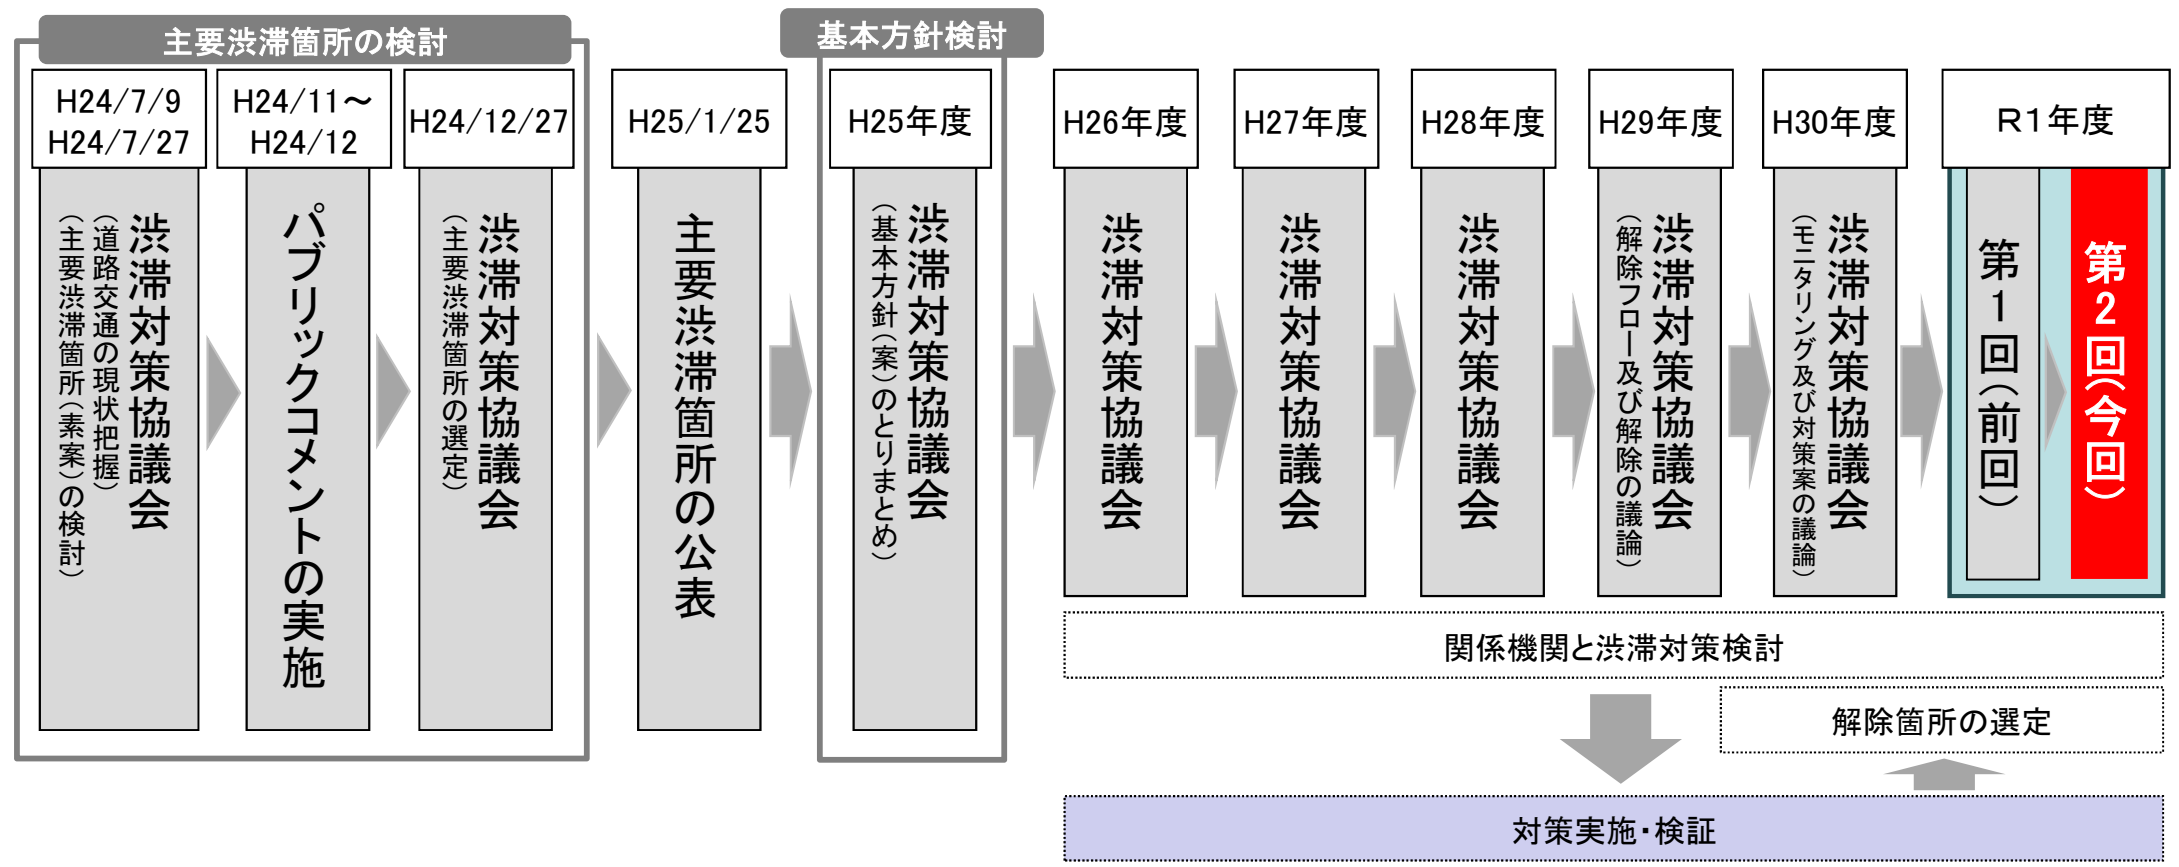 主要渋滞箇所の検討
H24/7/9
H24/7/27
渋滞対策協議会
（道路交通の現状把握）
（主要渋滞箇所（素案）の検討）
H24/11～
H24/12
パブリックコメントの実施
H24/12/27
渋滞対策協議会
（主要渋滞箇所の選定）
H25/1/25
主要渋滞箇所の公表
基本方針検討
H25年度
渋滞対策協議会
（基本方針（案）のとりまとめ）
H26年度
渋滞対策協議会
H27年度
渋滞対策協議会
H28年度
渋滞対策協議会
H29年度
渋滞対策協議会
（解除フロー及び解除の議論）
H30年度
渋滞対策協議会
（モニタリング及び対策案の議論）
Ｒ１年度
第１回（前回）
第２回（今回）
関係機関と渋滞対策検討
解除箇所の選定
対策実施・検証